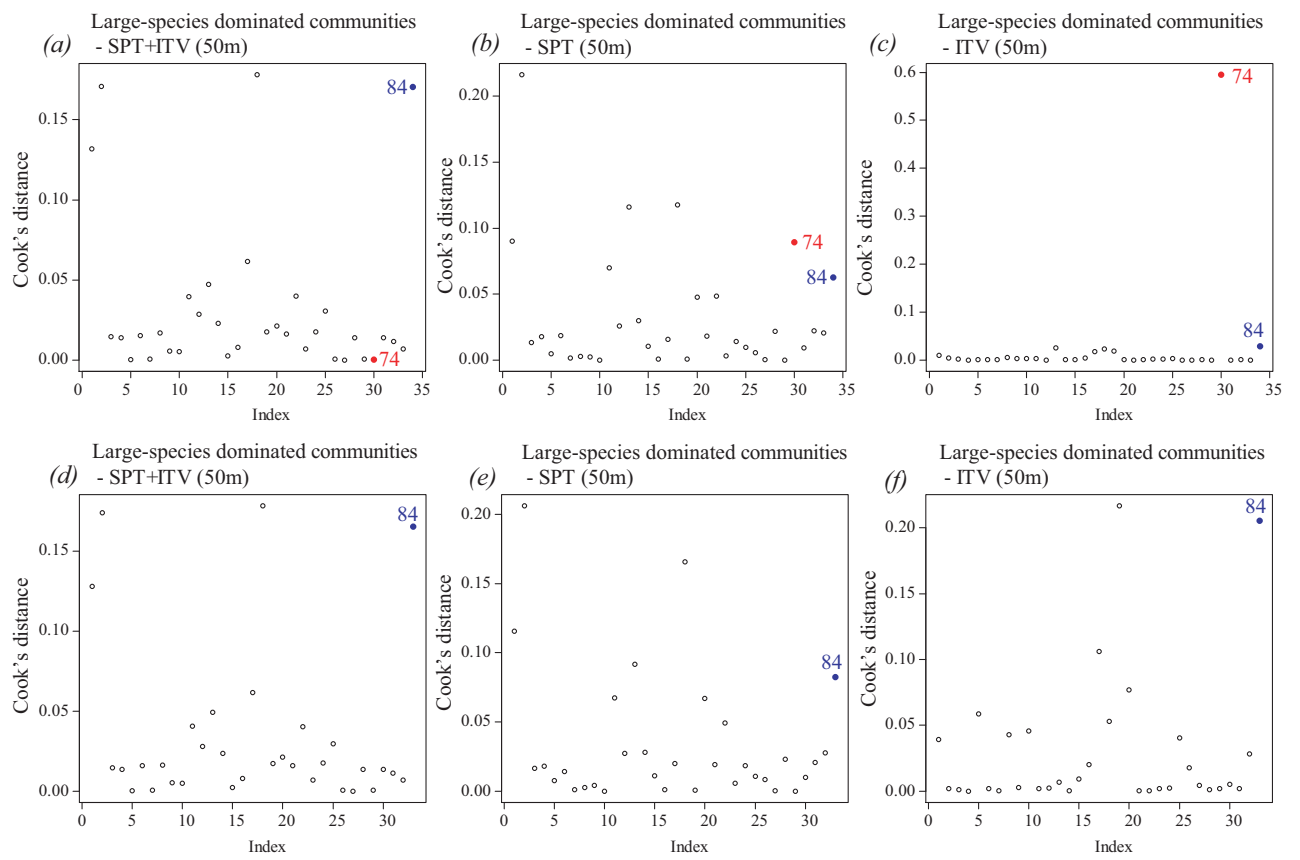 Large-species dominated communities
(a) - SPT+ITV (50m)
Cook's distance
0.15
0.10
0.05
0.00
84
74
0 5 10 15 20 25 30 35
Index
Large-species dominated communities
(b) - SPT (50m)
Cook's distance
0.20
0.15
0.10
0.05
0.00
74
84
0 5 10 15 20 25 30 35
Index
Large-species dominated communities
(c) - ITV (50m)
Cook's distance
0.6
0.5
0.4
0.3
0.2
0.1
0.0
74
84
0 5 10 15 20 25 30 35
Index
Large-species dominated communities
(d) - SPT+ITV (50m)
Cook's distance
0.15
0.10
0.05
0.00
84
0 5 10 15 20 25 30
Index
Large-species dominated communities
(e) - SPT (50m)
Cook's distance
0.20
0.15
0.10
0.05
0.00
84
0 5 10 15 20 25 30
Index
Large-species dominated communities
(f) - ITV (50m)
Cook's distance
0.20
0.15
0.10
0.05
0.00
84
0 5 10 15 20 25 30
Index